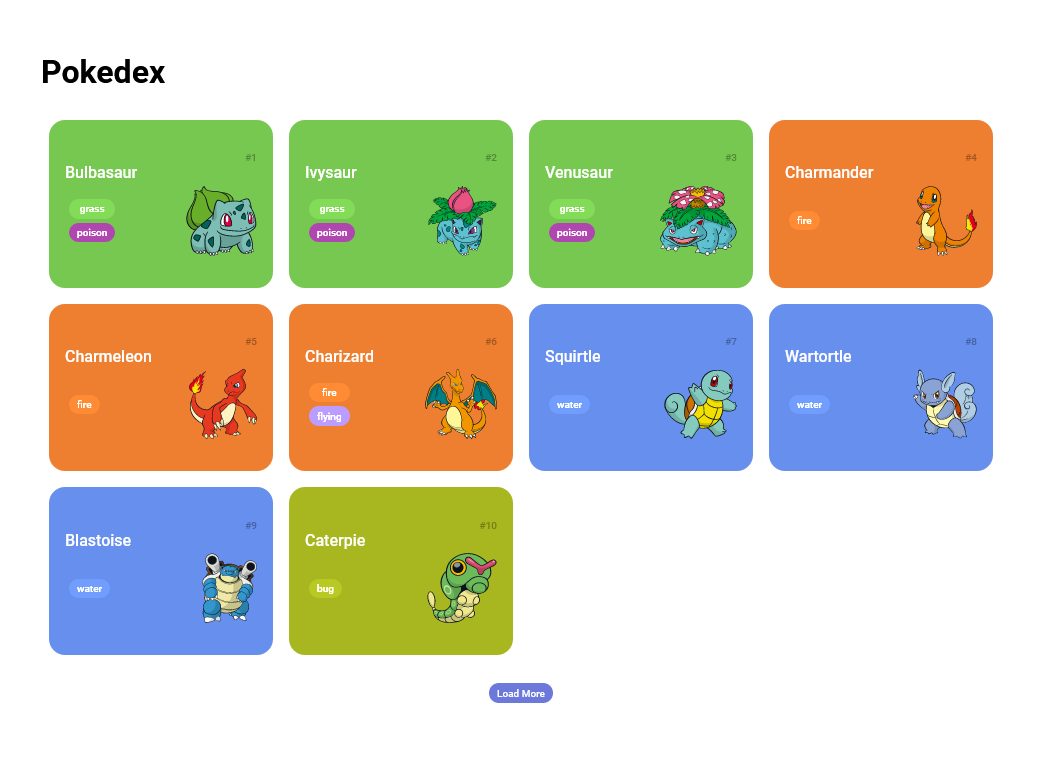 Pokedex
#1
Bulbasaur
grass
poison
#2
Ivysaur
grass
poison
#3
Venusaur
grass
poison
#4
Charmander
fire
#5
Charmeleon
fire
#6
Charizard
fire
flying
#7
Squirtle
water
#8
Wartortle
water
#9
Blastoise
water
#10
Caterpie
bug
Load More